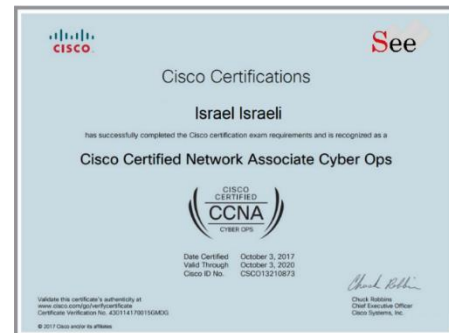 CISCO
See
Cisco Certifications
Israel Israeli
has successfully completed the Cisco certification exam requirements and is recognized as a
Cisco Certified Network Associate Cyber Ops
CISCO
CERTIFIED
CCNA
CYBER OPS
Date Certified October 3, 2017
Valid Through October 3, 2020
Cisco ID No. CSCO13210873
Chuck Robbins
Validate this certificate's authenticity at
www.cisco.com/go/verifycertificate
Certificate Verification No. 430114170015GMDG
Chuck Robbins
Chief Executive Officer
Cisco Systems, Inc.
© 2017 Cisco and/or its affiliates